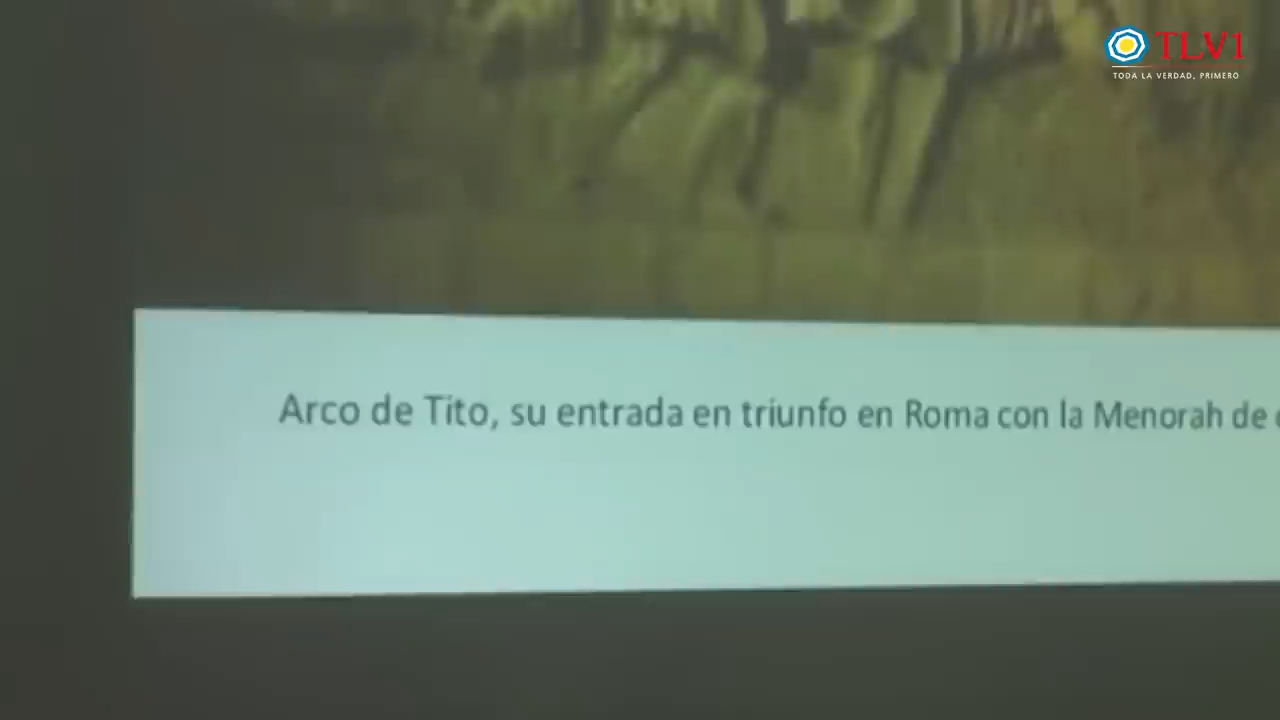 TLV1
TODA LA VERDAD, PRIMERO
Arco de Tito, su entrada en triunfo en Roma con la Menorah de